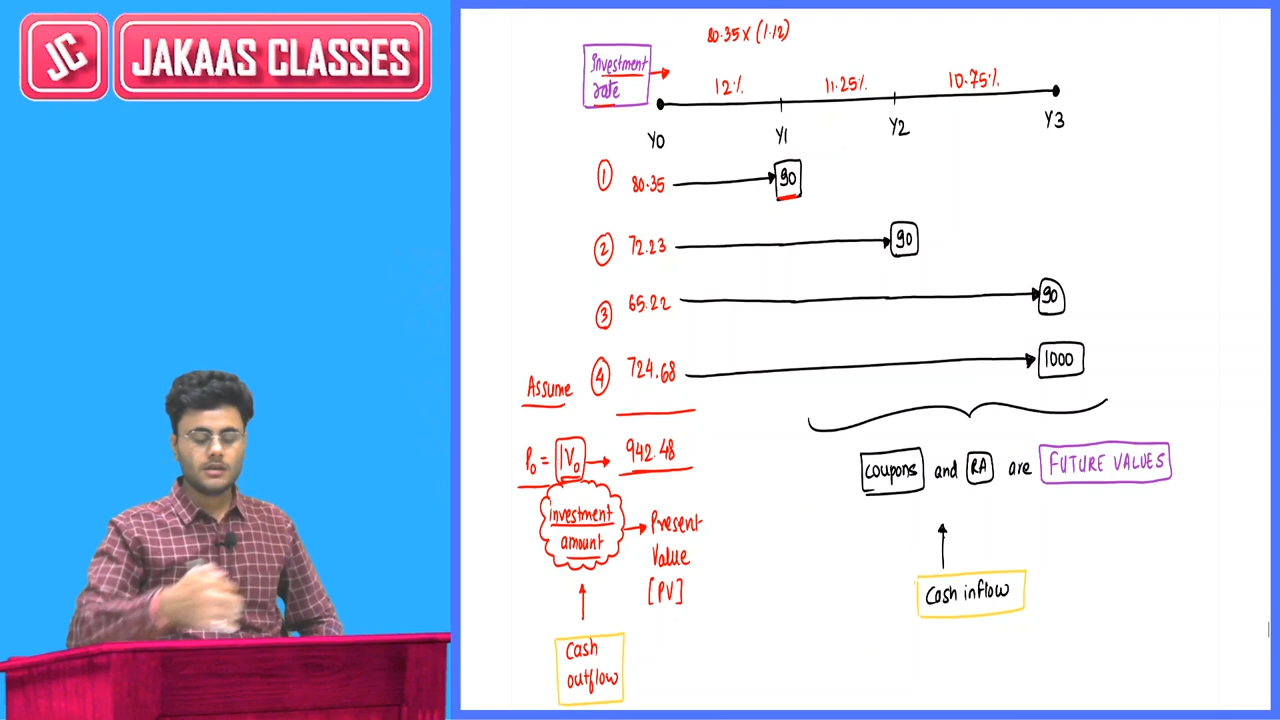 JC
JAKAAS CLASSES
80.35 x (1.12)
Investment
rate
12%
11.25%
10.75%
Y0
Y1
Y2
Y3
① 80.35
90
② 72.23
90
③ 65.22
90
④ 724.68
1000
Assume
P₀ = IV₀
942.48
coupons and RA are FUTURE VALUES
investment
amount
Present
Value
[PV]
Cash inflow
Cash
outflow